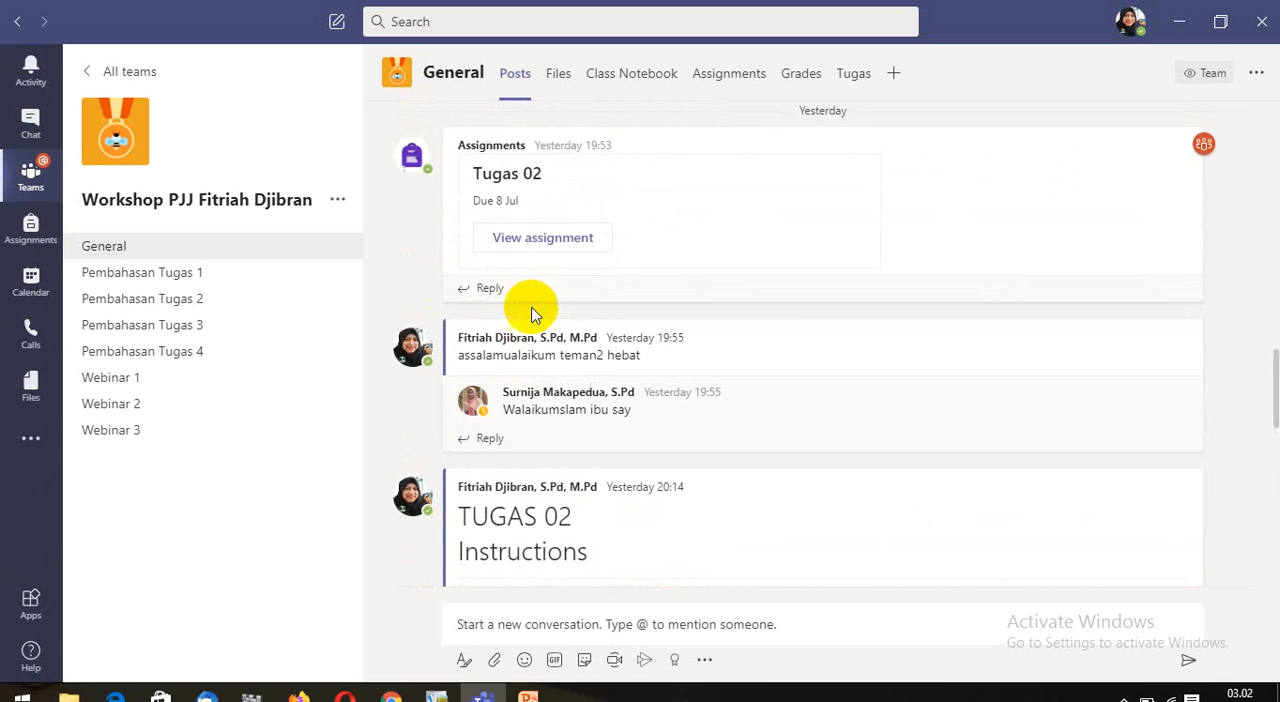 Search
Activity
Chat
Teams
Assignments
Calendar
Calls
Files
Apps
Help
All teams
Workshop PJJ Fitriah Djibran
General
Pembahasan Tugas 1
Pembahasan Tugas 2
Pembahasan Tugas 3
Pembahasan Tugas 4
Webinar 1
Webinar 2
Webinar 3
General Posts Files Class Notebook Assignments Grades Tugas
Team
Yesterday
Assignments Yesterday 19:53
Tugas 02
Due 8 Jul
View assignment
Reply
Fitriah Djibran, S.Pd, M.Pd Yesterday 19:55
assalamualaikum teman2 hebat
Surnija Makapedua, S.Pd Yesterday 19:55
Walaikumslam ibu say
Reply
Fitriah Djibran, S.Pd, M.Pd Yesterday 20:14
TUGAS 02
Instructions
Start a new conversation. Type @ to mention someone.
GIF
Activate Windows
Go to Settings to activate Windows.
03.02